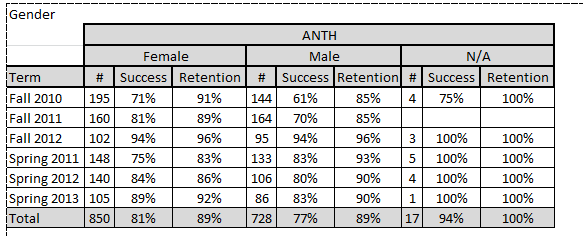 Gender
ANTH
Female Male N/A
Term # Success Retention # Success Retention # Success Retention
Fall 2010 195 71% 91% 144 61% 85% 4 75% 100%
Fall 2011 160 81% 89% 164 70% 85%
Fall 2012 102 94% 96% 95 94% 96% 3 100% 100%
Spring 2011 148 75% 83% 133 83% 93% 5 100% 100%
Spring 2012 140 84% 86% 106 80% 90% 4 100% 100%
Spring 2013 105 89% 92% 86 83% 90% 1 100% 100%
Total 850 81% 89% 728 77% 89% 17 94% 100%